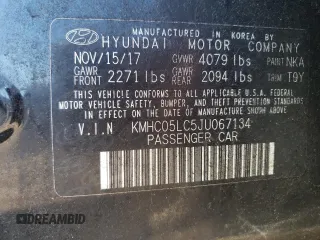 MANUFACTURED IN KOREA BY
HYUNDAI MOTOR COMPANY
NOV/15/17 GVWR 4079 lbs PAINT NKA
GAWR FRONT 2271 lbs GAWR REAR 2094 lbs TRIM T9Y
THIS VEHICLE CONFORMS TO ALL APPLICABLE U.S.A. FEDERAL
MOTOR VEHICLE SAFETY, BUMPER, AND THEFT PREVENTION STANDARDS
IN EFFECT ON THE DATE OF MANUFACTURE SHOWN ABOVE.
V.I.N KMHC05LC5JU067134
PASSENGER CAR
© DREAMBID | dreambid.com